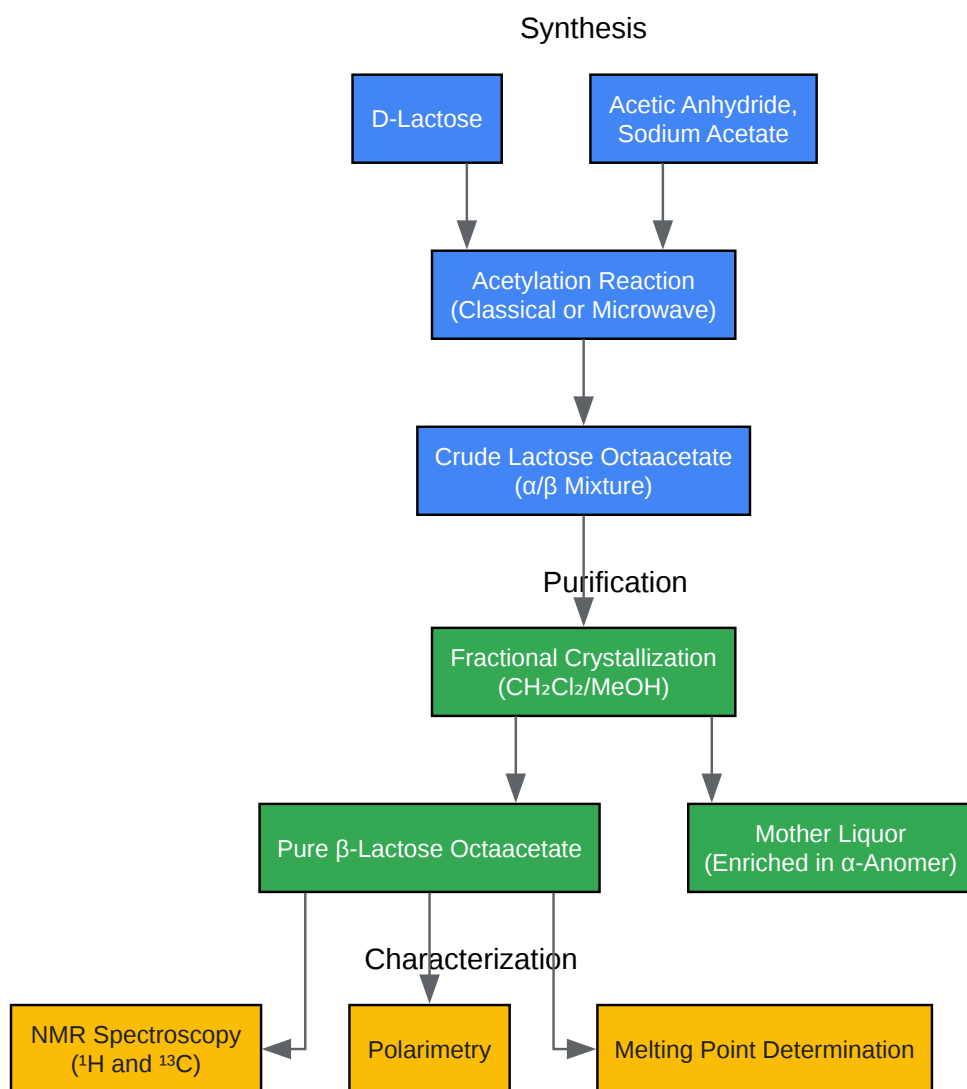 Synthesis
D-Lactose
Acetic Anhydride,
Sodium Acetate
Acetylation Reaction
(Classical or Microwave)
Crude Lactose Octaacetate
(α/β Mixture)
Purification
Fractional Crystallization
(CH₂Cl₂/MeOH)
Pure β-Lactose Octaacetate
Mother Liquor
(Enriched in α-Anomer)
Characterization
NMR Spectroscopy
(¹H and ¹³C)
Polarimetry
Melting Point Determination